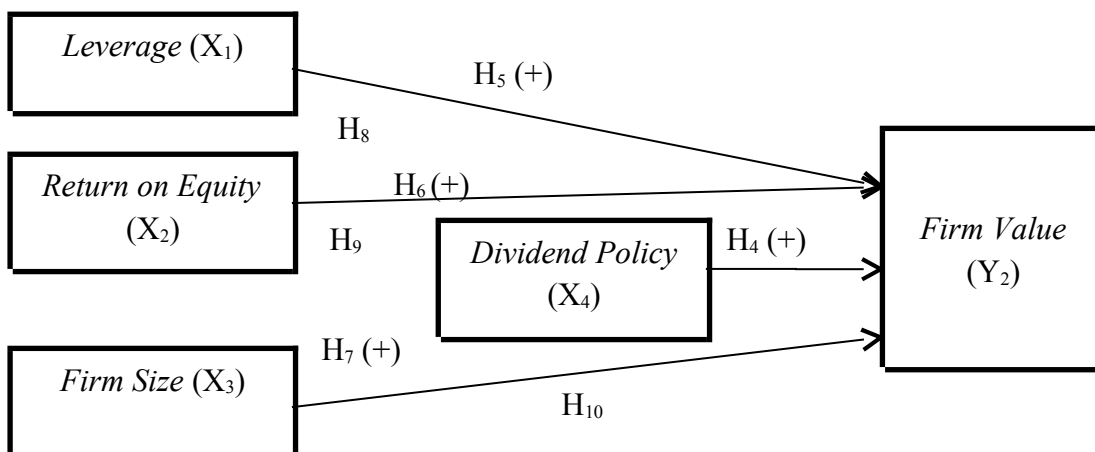 Leverage (X₁)
H₅ (+)
H₈
Return on Equity
(X₂)
H₆ (+)
H₉
Dividend Policy
(X₄)
H₄ (+)
Firm Value
(Y₂)
H₇ (+)
Firm Size (X₃)
H₁₀